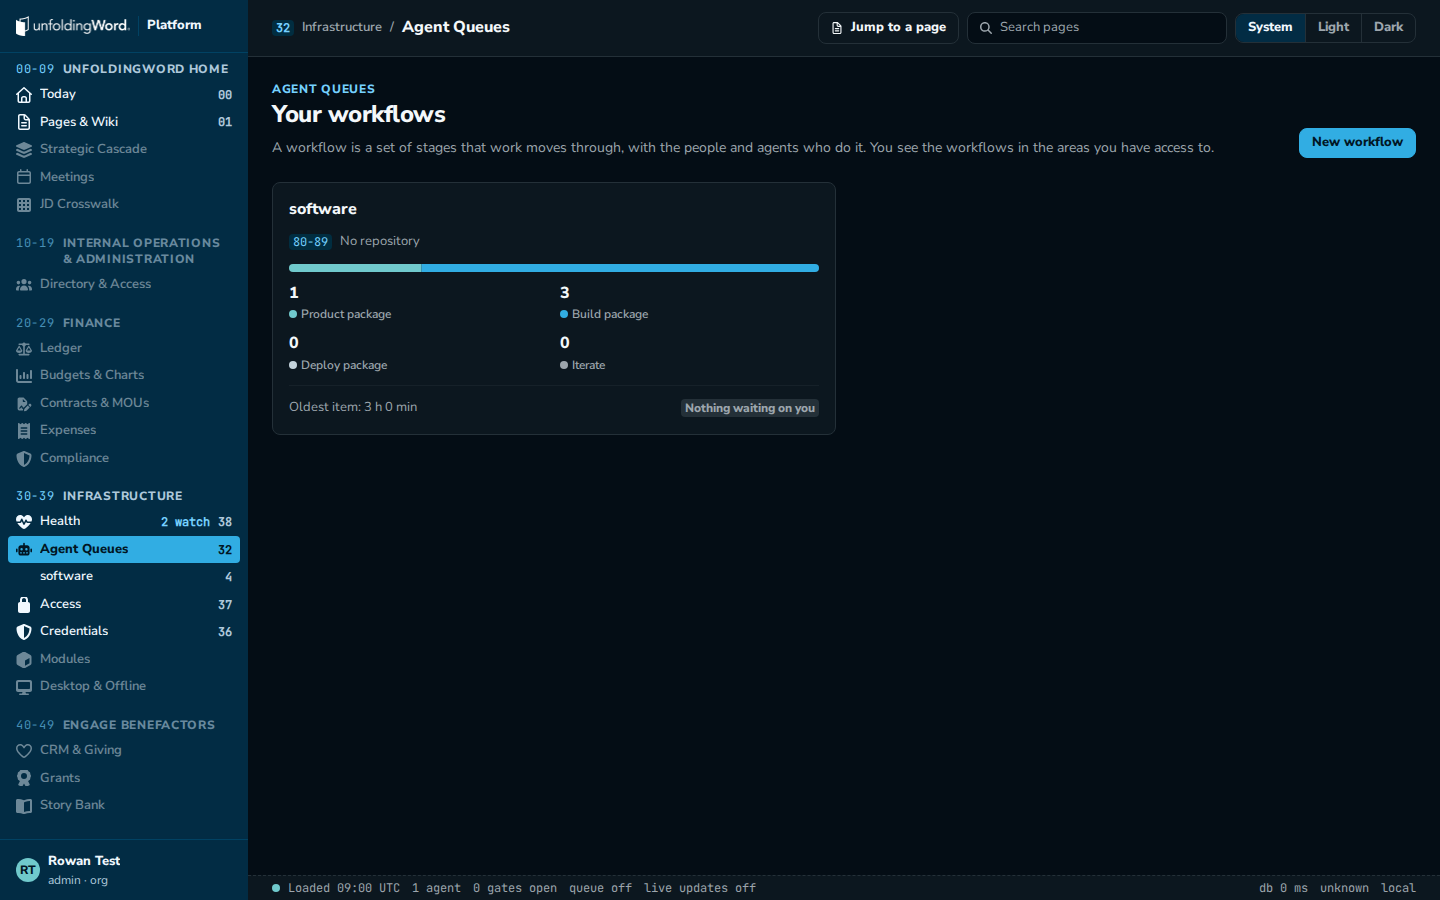 unfoldingWord. Platform
00-09 UNFOLDINGWORD HOME
Today 00
Pages & Wiki 01
Strategic Cascade
Meetings
JD Crosswalk
10-19 INTERNAL OPERATIONS
& ADMINISTRATION
Directory & Access
20-29 FINANCE
Ledger
Budgets & Charts
Contracts & MOUs
Expenses
Compliance
30-39 INFRASTRUCTURE
Health 2 watch 38
Agent Queues 32
software 4
Access 37
Credentials 36
Modules
Desktop & Offline
40-49 ENGAGE BENEFACTORS
CRM & Giving
Grants
Story Bank
RT Rowan Test
admin · org
32 Infrastructure / Agent Queues
Jump to a page
Search pages
System Light Dark
AGENT QUEUES
Your workflows
A workflow is a set of stages that work moves through, with the people and agents who do it. You see the workflows in the areas you have access to.
New workflow
software
80-89 No repository
1 3
Product package Build package
0 0
Deploy package Iterate
Oldest item: 3 h 0 min Nothing waiting on you
Loaded 09:00 UTC 1 agent 0 gates open queue off live updates off db 0 ms unknown local